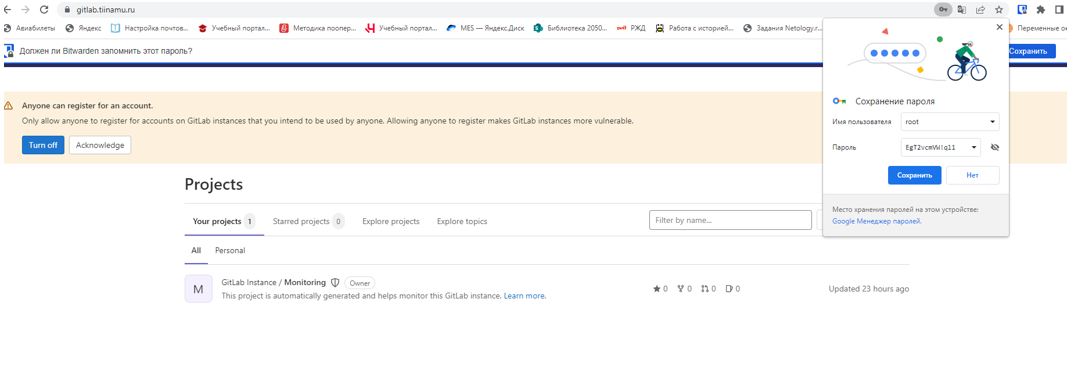 gitlab.tiinamu.ru
Авиабилеты Яндекс Настройка почтов... Учебный портал... Методика поопер... Учебный портал... MES — Яндекс.Диск Библиотека 2050... РЖД Работа с историей... Задания Netology.r... Переменные ок
Должен ли Bitwarden запомнить этот пароль?
Сохранить
Anyone can register for an account.
Only allow anyone to register for accounts on GitLab instances that you intend to be used by anyone. Allowing anyone to register makes GitLab instances more vulnerable.
Turn off Acknowledge
Сохранение пароля
Имя пользователя root
Пароль
Сохранить Нет
Место хранения паролей на этом устройстве:
Google Менеджер паролей.
Projects
Your projects 1 Starred projects 0 Explore projects Explore topics Filter by name...
All Personal
M
GitLab Instance / Monitoring Owner
This project is automatically generated and helps monitor this GitLab instance. Learn more.
0 0 0 0
Updated 23 hours ago